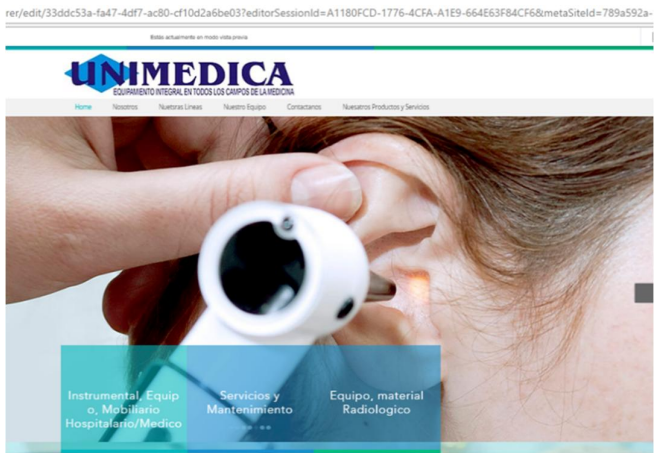 rer/edit/33ddc53a-fa47-4df7-ac80-cf10d2a6be03?editorSessionId=A1180FCD-1776-4CFA-A1E9-664E63F84CF6&metaSiteId=789a592a-
Estás actualmente en modo vista previa
UNIMEDICA
EQUIPAMIENTO INTEGRAL EN TODOS LOS CAMPOS DE LA MEDICINA
Home Nosotros Nuetoras Lineas Nuestro Equipo Contactanos Nuesatros Productos y Servicios
Instrumental, Equip
o, Mobiliario
Hospitalario/Medico
Servicios y
Mantenimiento
Equipo, material
Radiologico